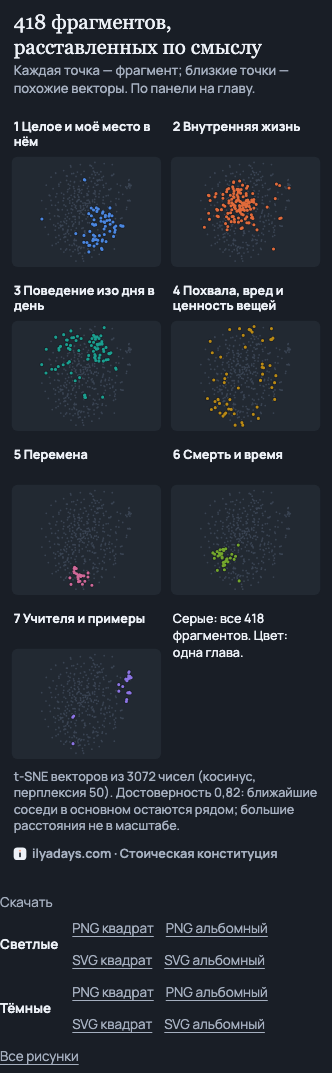 418 фрагментов,
расставленных по смыслу
Каждая точка — фрагмент; близкие точки —
похожие векторы. По панели на главу.
1 Целое и моё место в
нём
2 Внутренняя жизнь
3 Поведение изо дня в
день
4 Похвала, вред и
ценность вещей
5 Перемена
6 Смерть и время
7 Учителя и примеры
Серые: все 418
фрагментов. Цвет:
одна глава.
t-SNE векторов из 3072 чисел (косинус,
перплексия 50). Достоверность 0,82: ближайшие
соседи в основном остаются рядом; большие
расстояния не в масштабе.
ilyadays.com · Стоическая конституция
Скачать
Светлые
PNG квадрат PNG альбомный
SVG квадрат SVG альбомный
Тёмные
PNG квадрат PNG альбомный
SVG квадрат SVG альбомный
Все рисунки